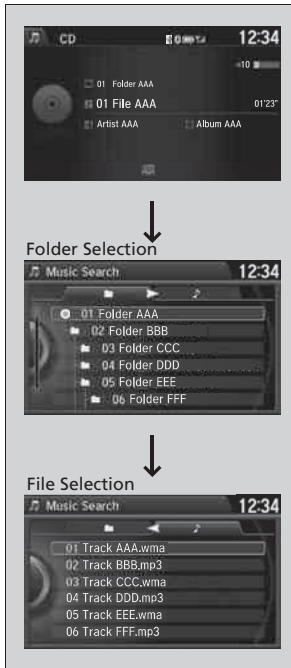 CD 12:34
10
01 Folder AAA
01 File AAA 01'23"
Artist AAA Album AAA
Folder Selection
Music Search 12:34
01 Folder AAA
02 Folder BBB
03 Folder CCC
04 Folder DDD
05 Folder EEE
06 Folder FFF
File Selection
Music Search 12:34
01 Track AAA.wma
02 Track BBB.mp3
03 Track CCC.wma
04 Track DDD.mp3
05 Track EEE.wma
06 Track FFF.mp3